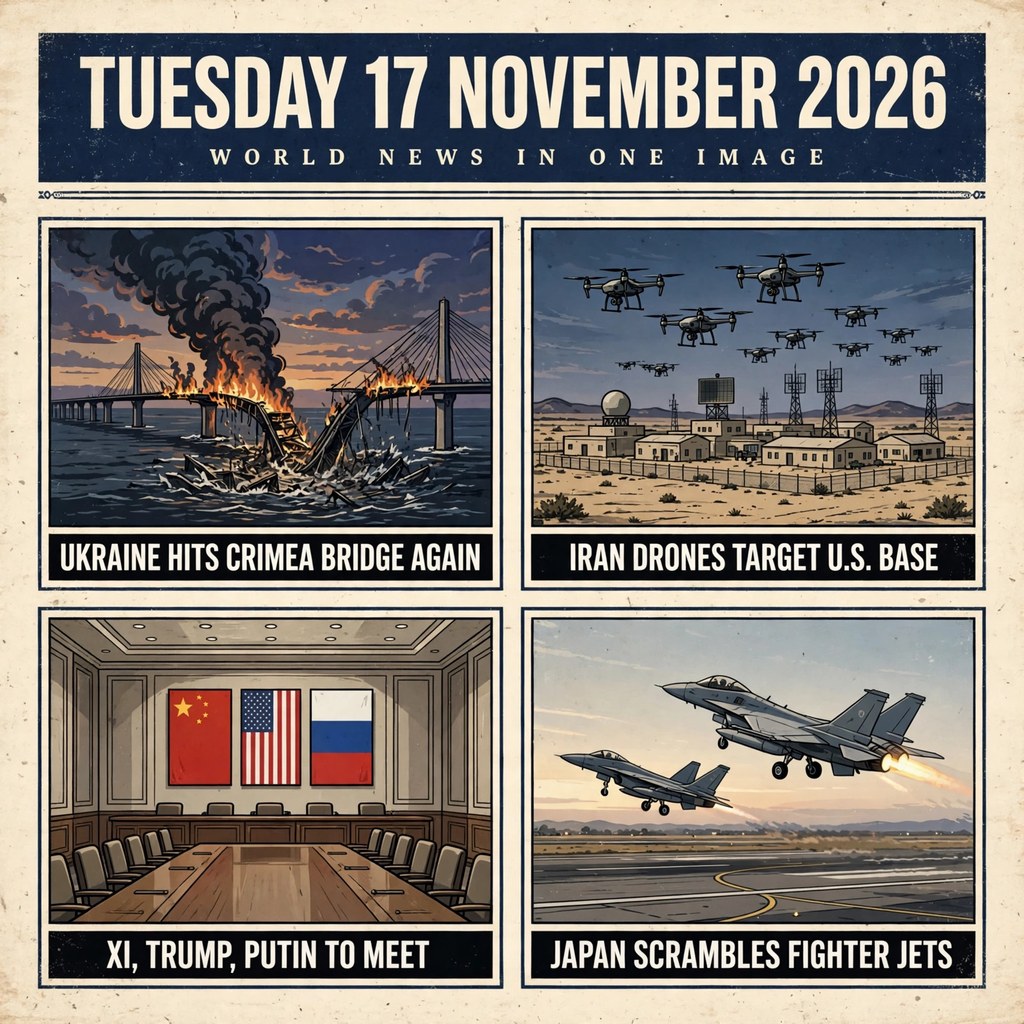 TUESDAY 17 NOVEMBER 2026
WORLD NEWS IN ONE IMAGE
UKRAINE HITS CRIMEA BRIDGE AGAIN
IRAN DRONES TARGET U.S. BASE
XI, TRUMP, PUTIN TO MEET
JAPAN SCRAMBLES FIGHTER JETS